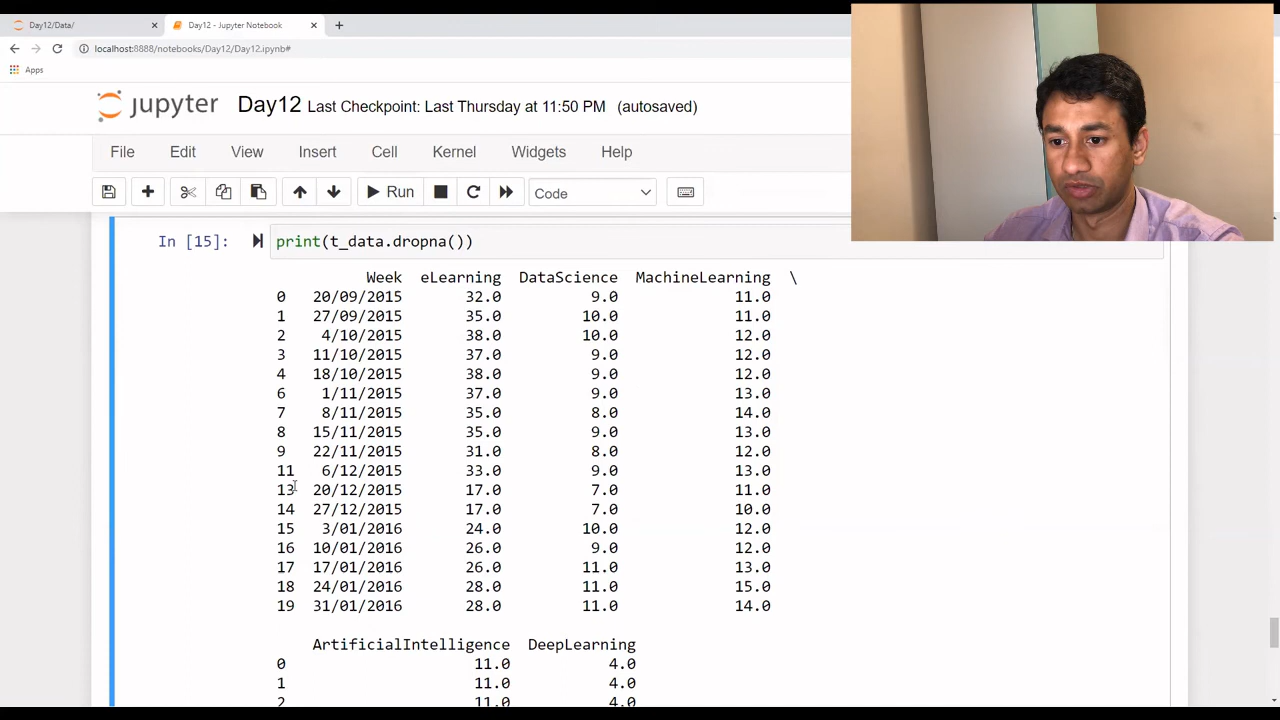 Day12/Data/
Day12 - Jupyter Notebook
localhost:8888/notebooks/Day12/Day12.ipynb#
Apps
Jupyter Day12 Last Checkpoint: Last Thursday at 11:50 PM (autosaved)
File Edit View Insert Cell Kernel Widgets Help
Run Code
In [15]: print(t_data.dropna())
Week eLearning DataScience MachineLearning \
0 20/09/2015 32.0 9.0 11.0
1 27/09/2015 35.0 10.0 11.0
2 4/10/2015 38.0 10.0 12.0
3 11/10/2015 37.0 9.0 12.0
4 18/10/2015 38.0 9.0 12.0
6 1/11/2015 37.0 9.0 13.0
7 8/11/2015 35.0 8.0 14.0
8 15/11/2015 35.0 9.0 13.0
9 22/11/2015 31.0 8.0 12.0
11 6/12/2015 33.0 9.0 13.0
13 20/12/2015 17.0 7.0 11.0
14 27/12/2015 17.0 7.0 10.0
15 3/01/2016 24.0 10.0 12.0
16 10/01/2016 26.0 9.0 12.0
17 17/01/2016 26.0 11.0 13.0
18 24/01/2016 28.0 11.0 15.0
19 31/01/2016 28.0 11.0 14.0
ArtificialIntelligence DeepLearning
0 11.0 4.0
1 11.0 4.0
2 11.0 4.0